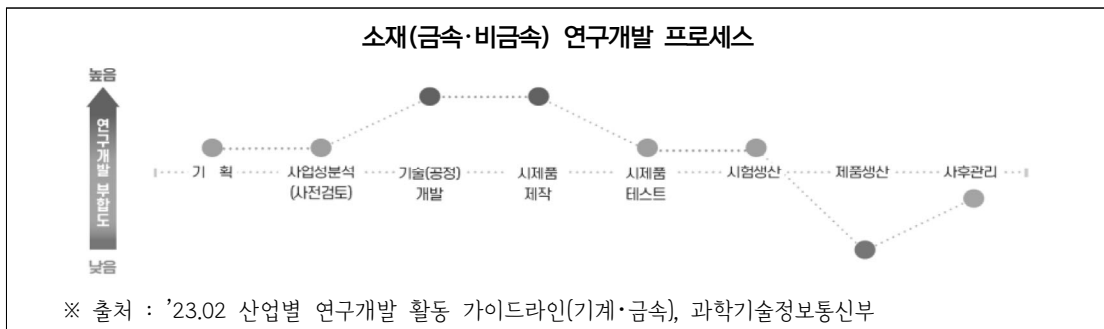 소재(금속·비금속) 연구개발 프로세스
높음
연구개발 부합도
낮음
기 획 사업성분석 기술(공정) 시제품 시제품 시험생산 제품생산 사후관리
(사전검토) 개발 제작 테스트
※ 출처 : ’23.02 산업별 연구개발 활동 가이드라인(기계·금속), 과학기술정보통신부